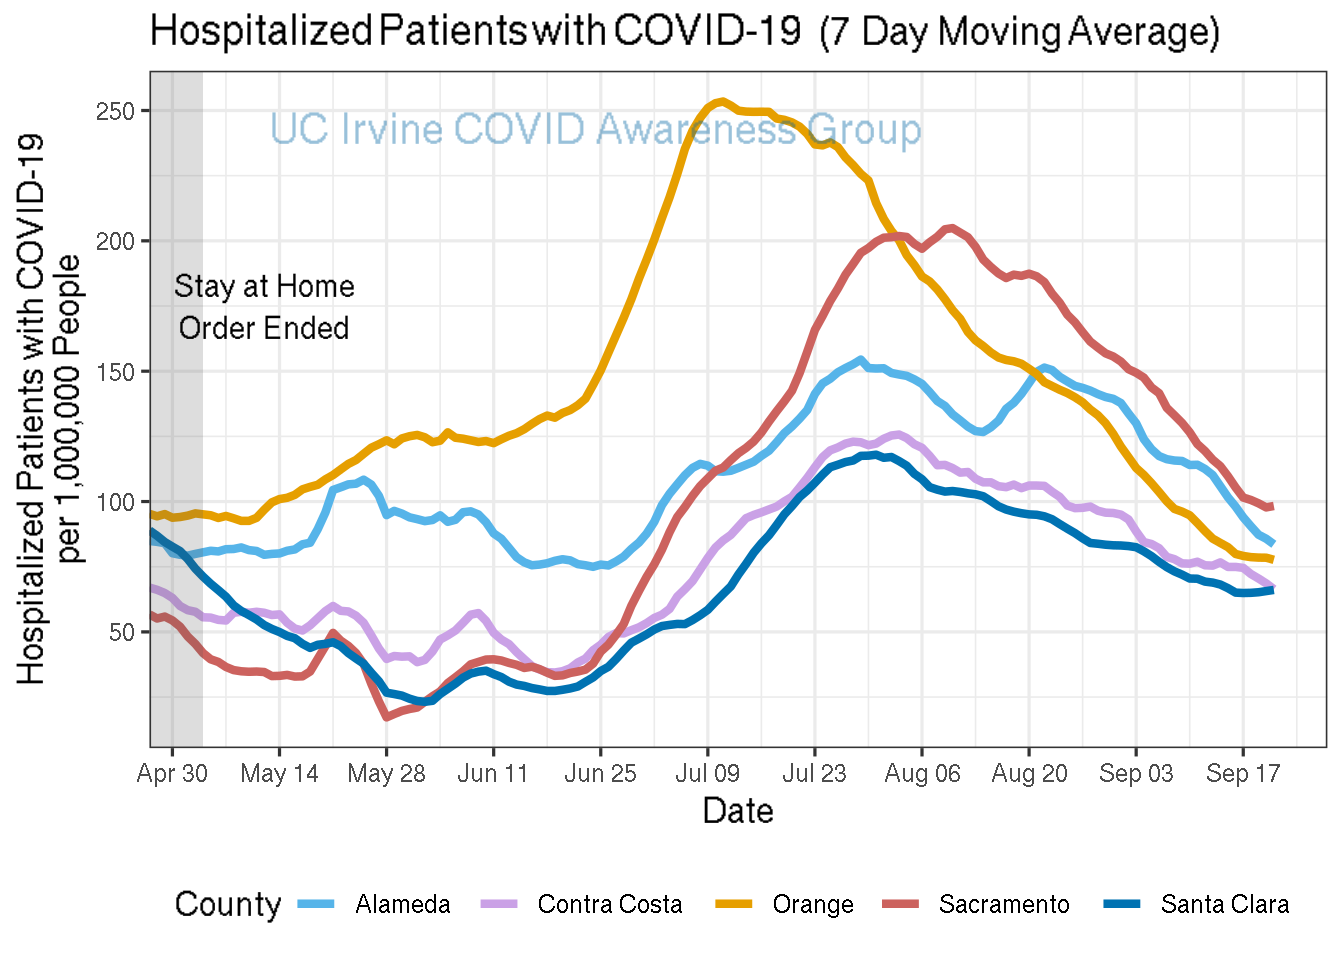 Hospitalized Patients with COVID-19 (7 Day Moving Average)
UC Irvine COVID Awareness Group
Stay at Home
Order Ended
Hospitalized Patients with COVID-19
per 1,0000,000 People
250
200
150
100
50
Apr 30 May 14 May 28 Jun 11 Jun 25 Jul 09 Jul 23 Aug 06 Aug 20 Sep 03 Sep 17
Date
County Alameda Contra Costa Orange Sacramento Santa Clara